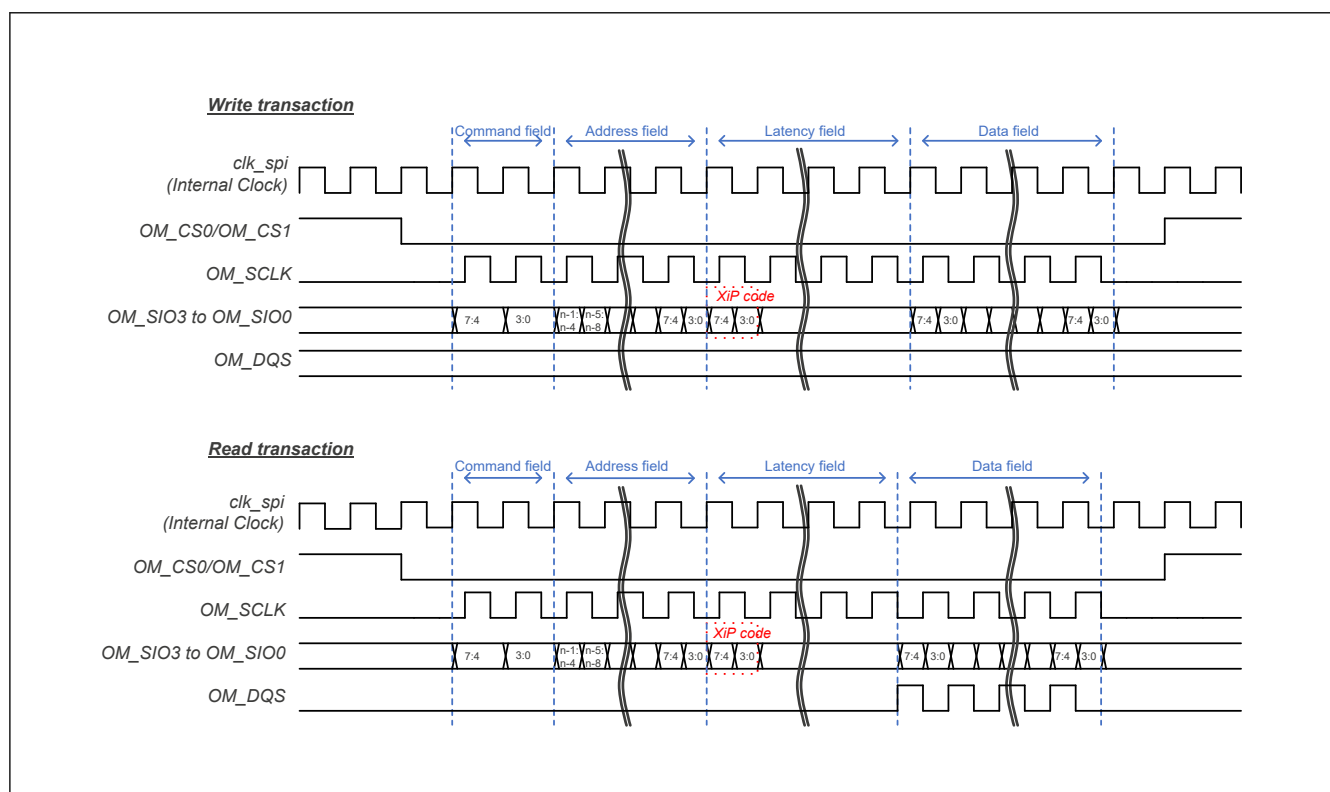 Write transaction
Command field Address field Latency field Data field
clk_spi
(Internal Clock)
OM_CS0/OM_CS1
OM_SCLK
XiP code
OM_SIO3 to OM_SIO0 7:4 3:0 n-1: n-4 n-5: n-8 7:4 3:0 7:4 3:0 7:4 3:0 7:4 3:0
OM_DQS
Read transaction
Command field Address field Latency field Data field
clk_spi
(Internal Clock)
OM_CS0/OM_CS1
OM_SCLK
XiP code
OM_SIO3 to OM_SIO0 7:4 3:0 n-1: n-4 n-5: n-8 7:4 3:0 7:4 3:0 7:4 3:0 7:4 3:0
OM_DQS